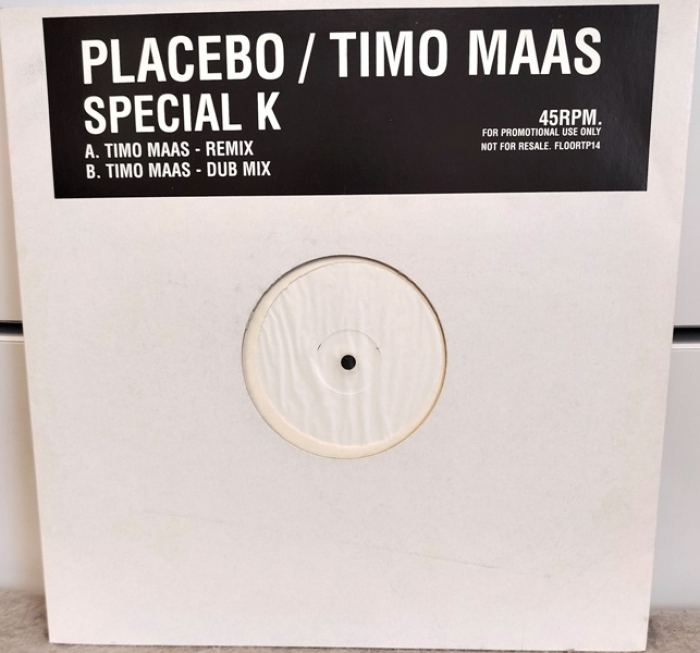 PLACEBO / TIMO MAAS
SPECIAL K
A. TIMO MAAS - REMIX
B. TIMO MAAS - DUB MIX
45RPM.
FOR PROMOTIONAL USE ONLY
NOT FOR RESALE. FLOORTP14